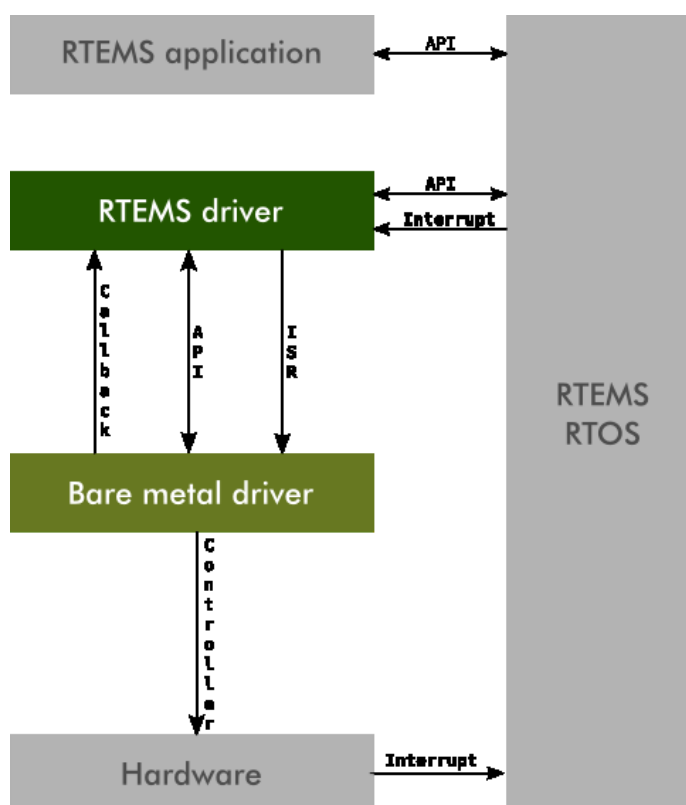 RTEMS application
API
RTEMS driver
API
Interrupt
Callback
API
ISR
RTEMS
RTOS
Bare metal driver
Controller
Hardware
Interrupt